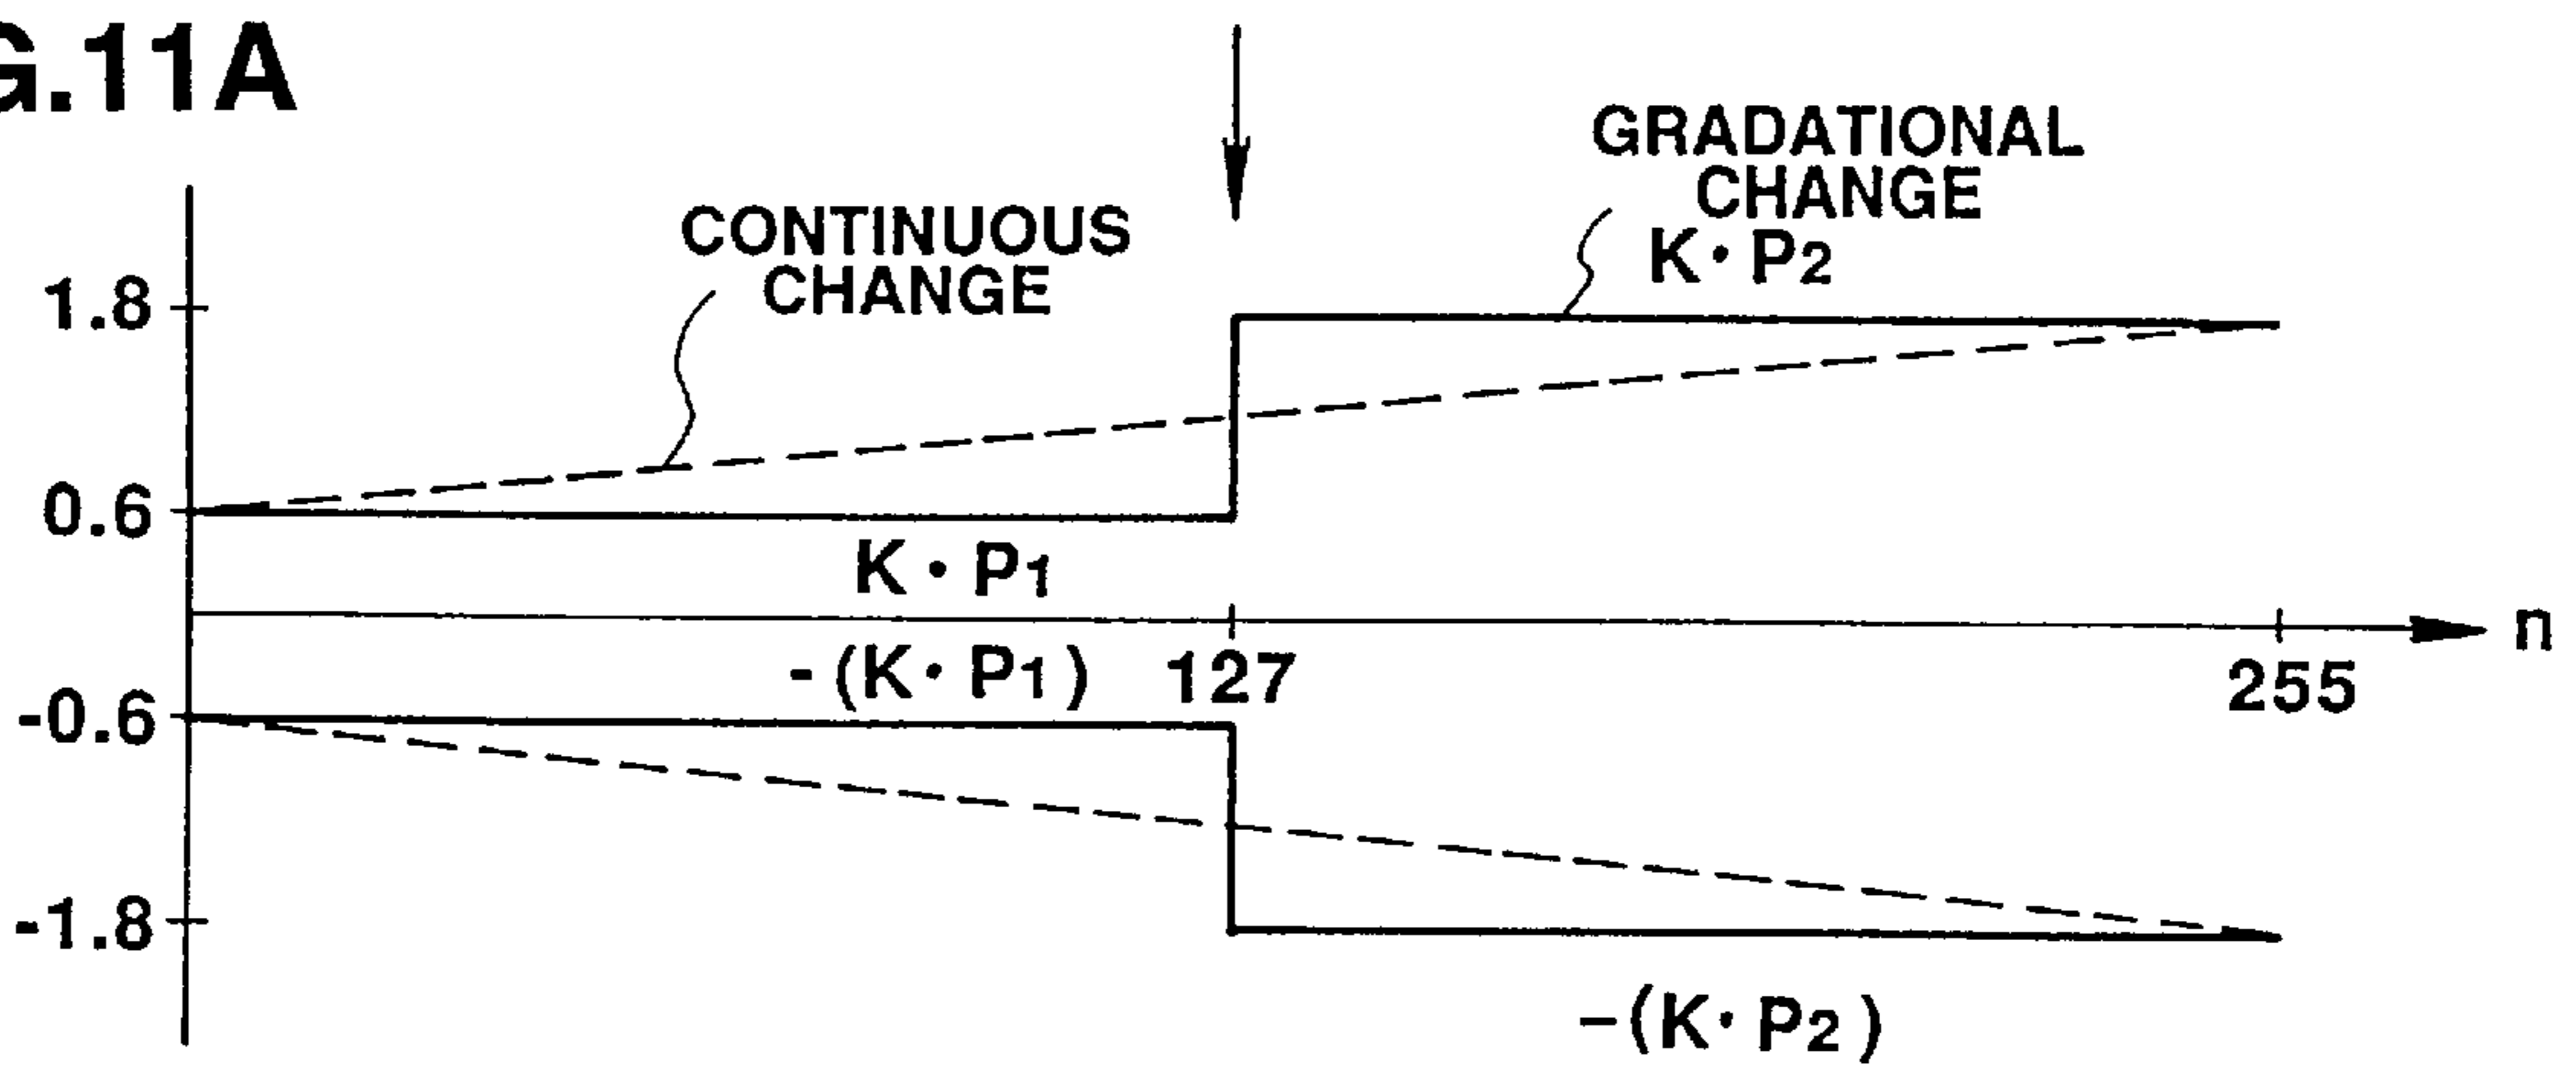 G.11A
GRADATIONAL
CHANGE
K·P2
CONTINUOUS
CHANGE
1.8
0.6
K·P1
n
-(K·P1)
127
255
-0.6
-1.8
-(K·P2)